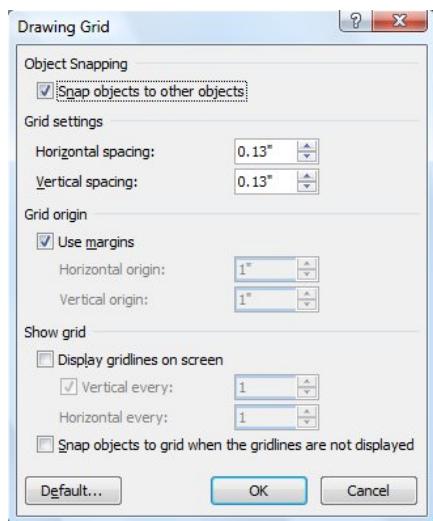 Drawing Grid
Object Snapping
Snap objects to other objects
Grid settings
Horizontal spacing: 0.13"
Vertical spacing: 0.13"
Grid origin
Use margins
Horizontal origin: 1"
Vertical origin: 1"
Show grid
Display gridlines on screen
Vertical every: 1
Horizontal every: 1
Snap objects to grid when the gridlines are not displayed
Default... OK Cancel